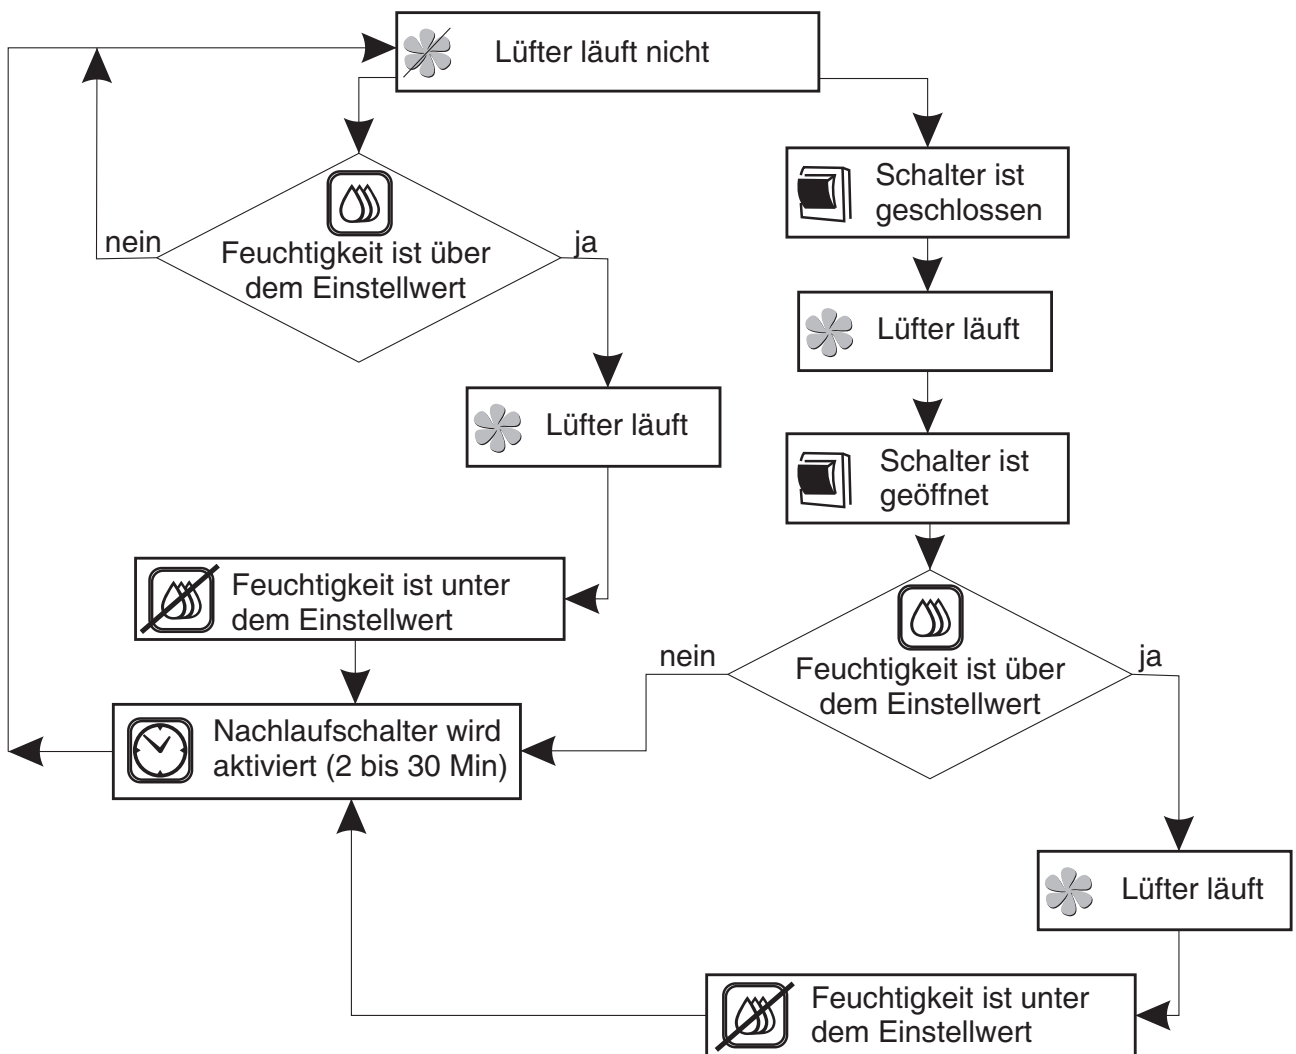 Lüfter läuft nicht
nein
Feuchtigkeit ist über
dem Einstellwert
ja
Lüfter läuft
Feuchtigkeit ist unter
dem Einstellwert
Nachlaufschalter wird
aktiviert (2 bis 30 Min)
Schalter ist
geschlossen
Lüfter läuft
Schalter ist
geöffnet
nein
Feuchtigkeit ist über
dem Einstellwert
ja
Lüfter läuft
Feuchtigkeit ist unter
dem Einstellwert